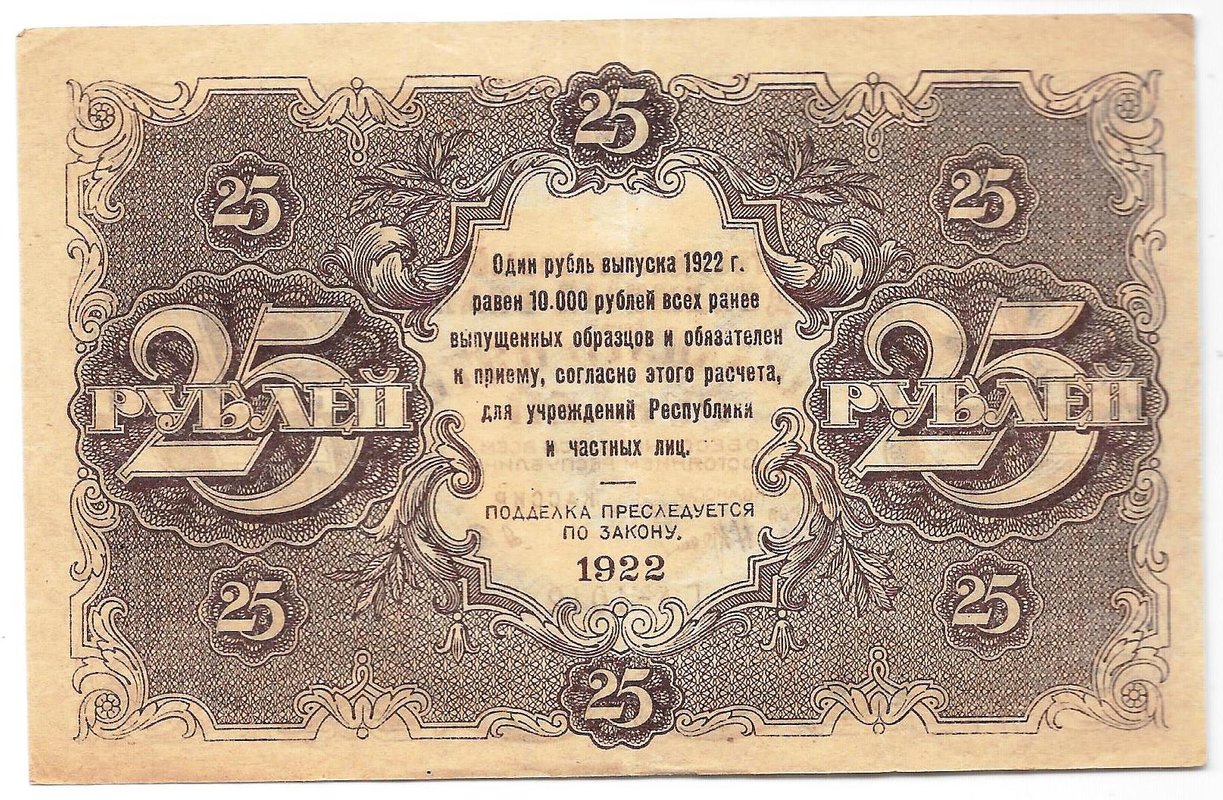 25
25
25
Один рубль выпуска 1922 г.
равен 10.000 рублей всех ранее
выпущенных образцов и обязателен
к приему, согласно этого расчета,
для учреждений Республики
и частных лиц.
25 РУБЛЕЙ
25 РУБЛЕЙ
ПОДДЕЛКА ПРЕСЛЕДУЕТСЯ
ПО ЗАКОНУ.
1922
25
25
25